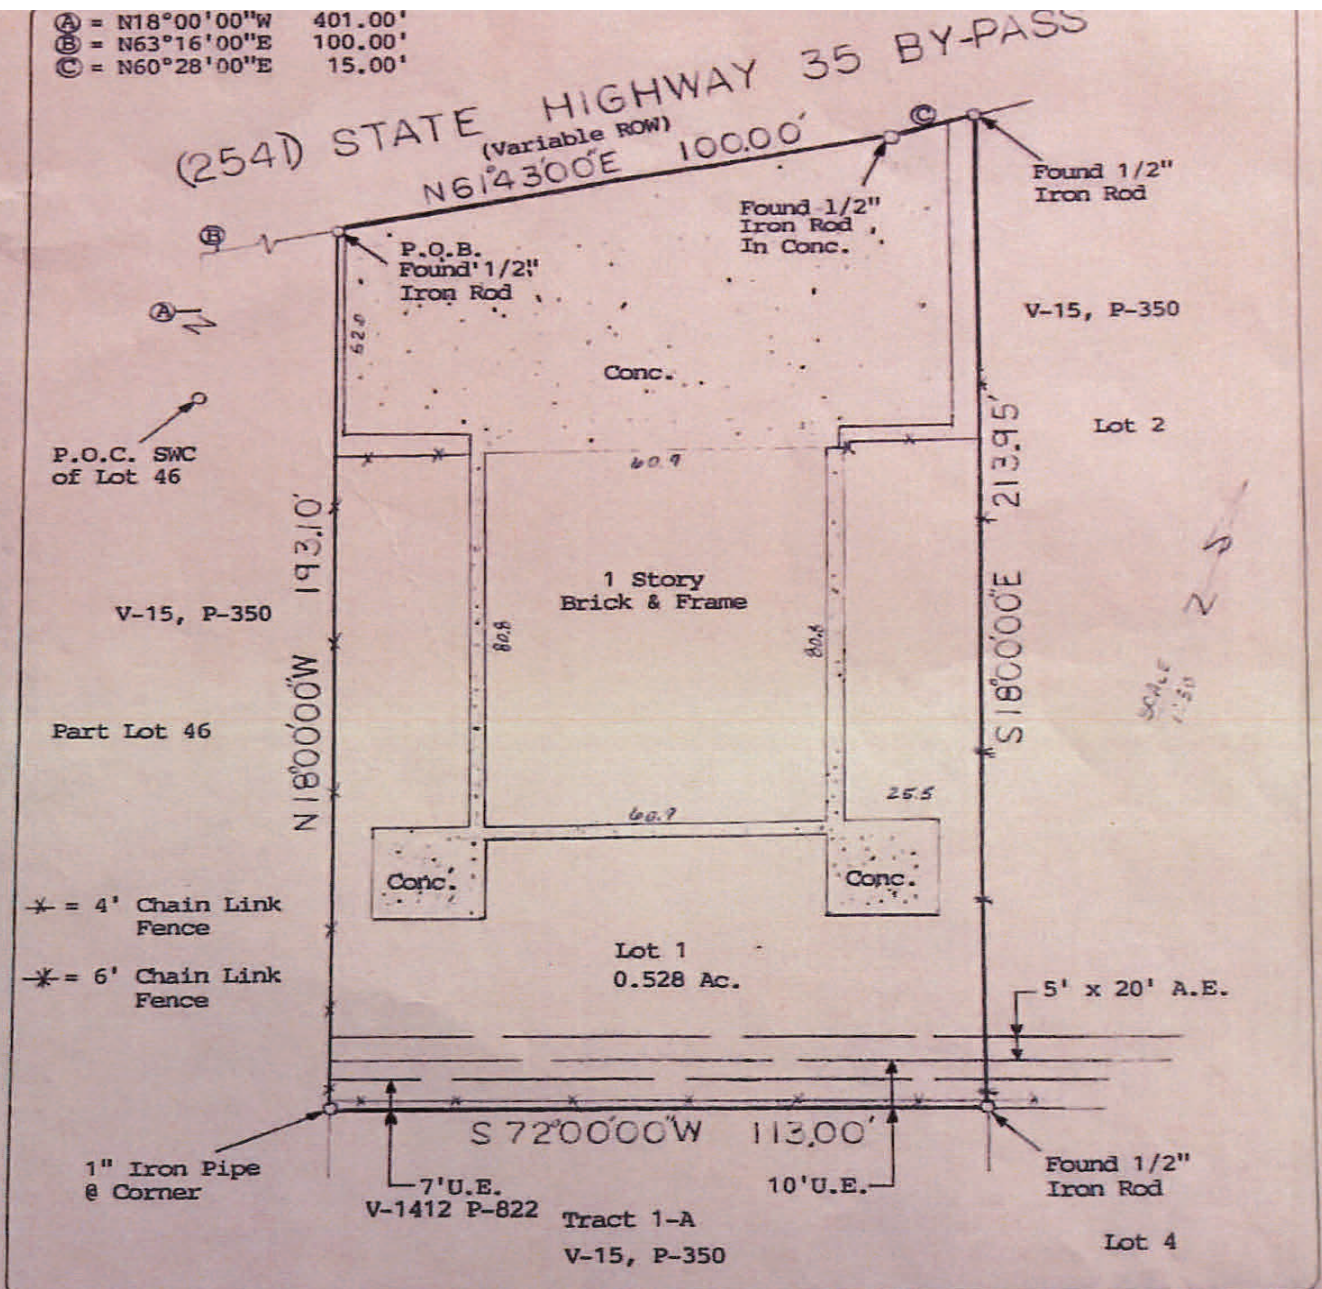 Ⓐ = N18°00'00"W 401.00'
Ⓑ = N63°16'00"E 100.00'
Ⓒ = N60°28'00"E 15.00'
(2541) STATE HIGHWAY 35 BY-PASS
(Variable ROW)
N61°43'00"E 100.00'
Ⓒ
Found 1/2"
Iron Rod
Found 1/2"
Iron Rod
In Conc.
Ⓑ
P.O.B.
Found 1/2"
Iron Rod
Ⓐ
V-15, P-350
62.0
Conc.
P.O.C. SWC
of Lot 46
Lot 2
60.9
193.10'
213.95'
1 Story
Brick & Frame
V-15, P-350
80.8
80.8
N18°00'00"W
S18°00'00"E
SCALE
Part Lot 46
25.5
60.9
Conc.
Conc.
= 4' Chain Link
Fence
Lot 1
0.528 Ac.
= 6' Chain Link
Fence
5' x 20' A.E.
S72°00'00"W 113.00'
1" Iron Pipe
@ Corner
7'U.E.
V-1412 P-822
10'U.E.
Found 1/2"
Iron Rod
Tract 1-A
V-15, P-350
Lot 4